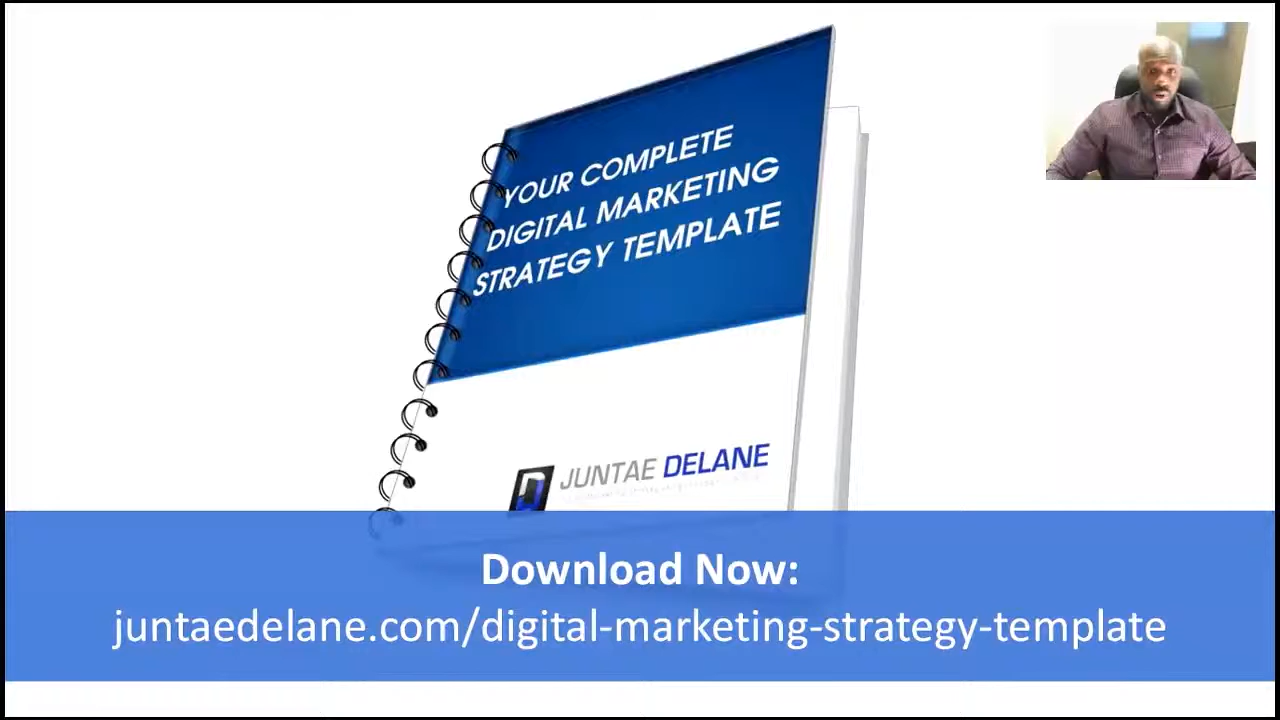 YOUR COMPLETE
DIGITAL MARKETING
STRATEGY TEMPLATE
JUNTAE DELANE
Download Now:
juntaedelane.com/digital-marketing-strategy-template